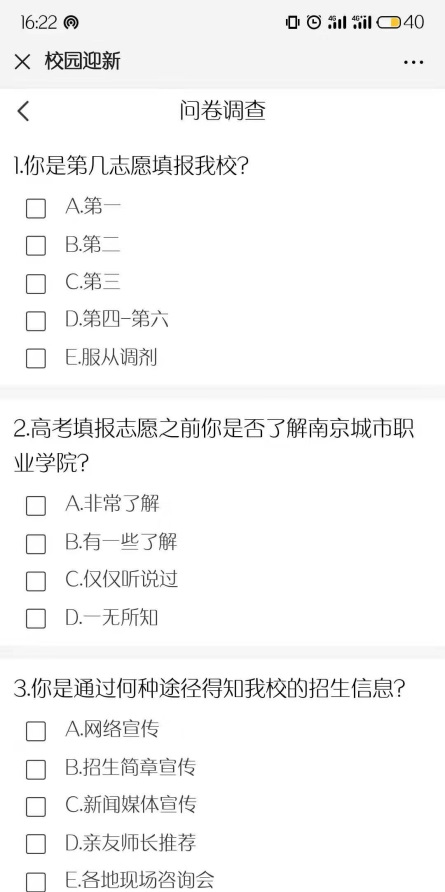 16:22 4G 4G 40
校园迎新
问卷调查
1.你是第几志愿填报我校?
A.第一
B.第二
C.第三
D.第四-第六
E.服从调剂
2.高考填报志愿之前你是否了解南京城市职
业学院?
A.非常了解
B.有一些了解
C.仅仅听说过
D.一无所知
3.你是通过何种途径得知我校的招生信息?
A.网络宣传
B.招生简章宣传
C.新闻媒体宣传
D.亲友师长推荐
E.各地现场咨询会